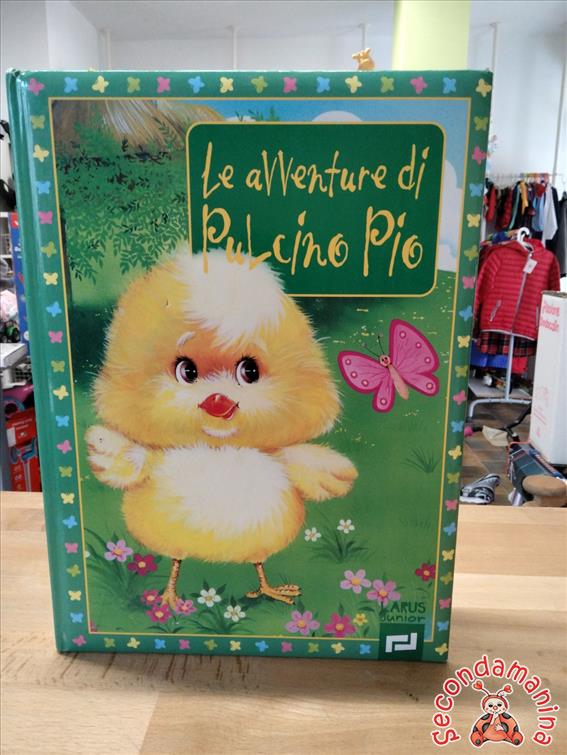 Le avventure di
Pulcino Pio
LARUS
Junior
Secondamanina